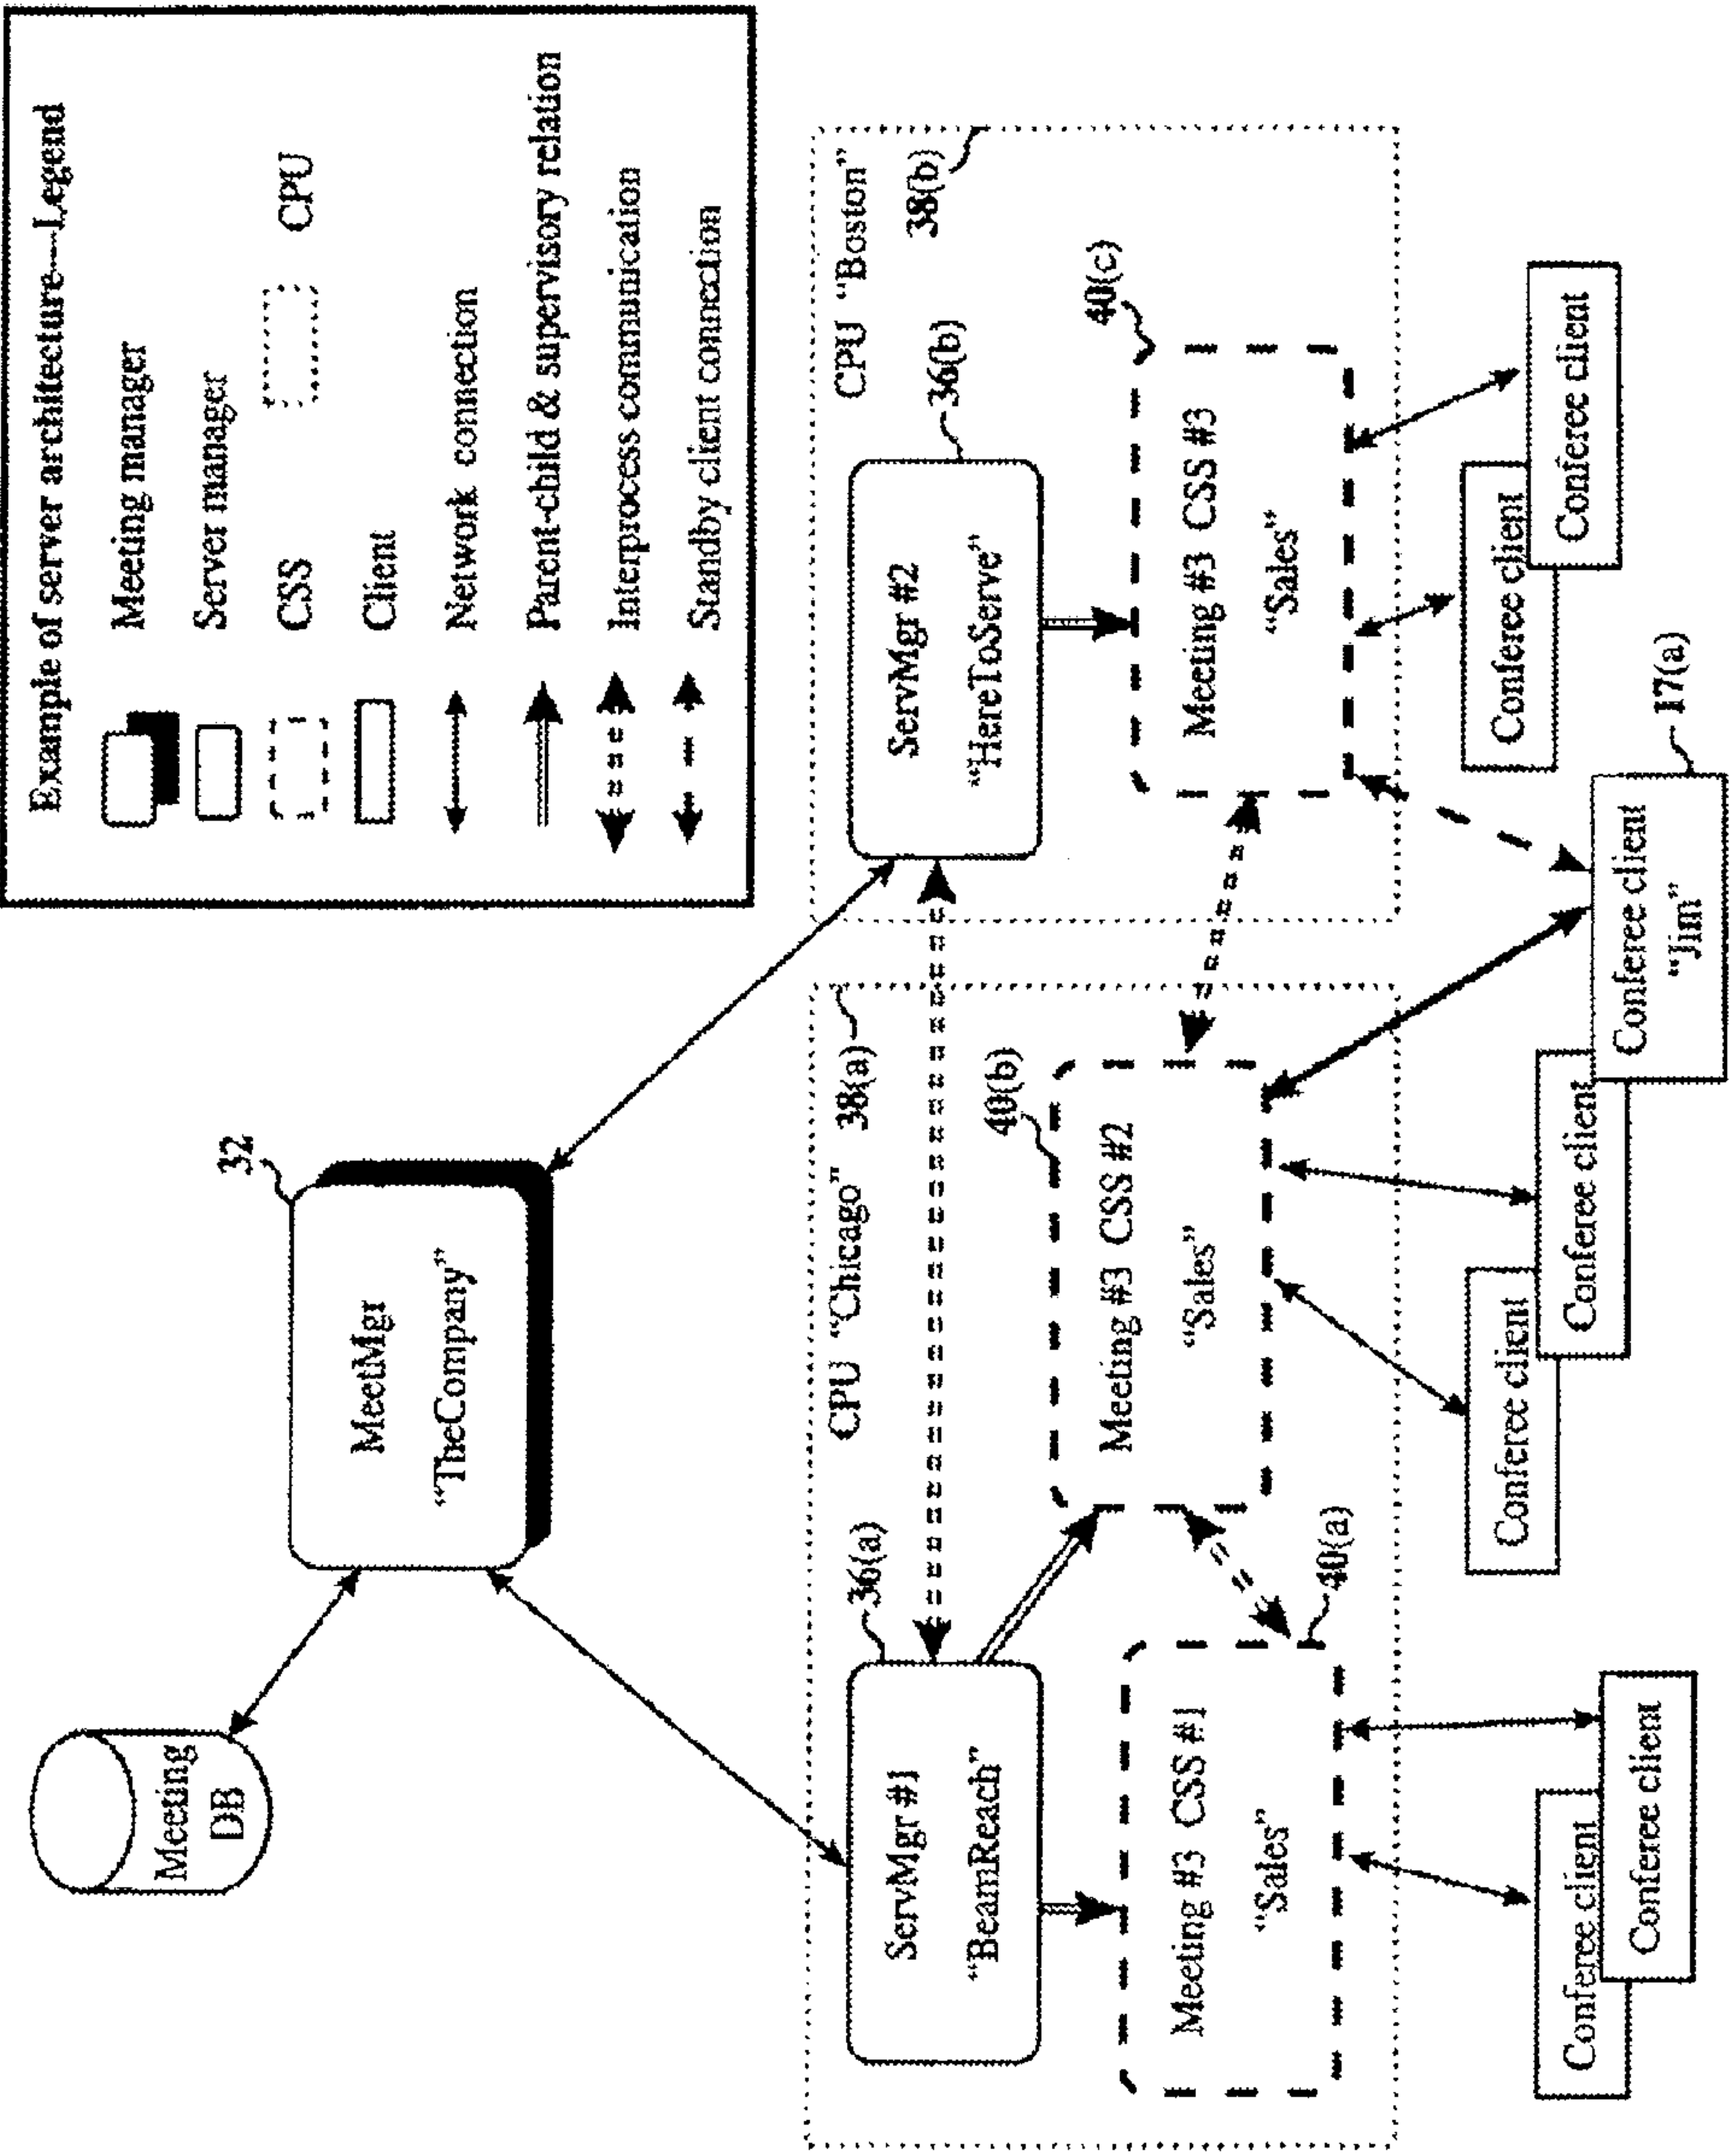 Example of server architecture—Legend
Meeting manager
Server manager
CSS
CPU
Client
Network connection
Parent-child & supervisory relation
Interprocess communication
Standby client connection
Meeting
DB
32
MeetMgr
“TheCompany”
CPU “Chicago”
38(a)
36(a)
ServMgr #1
“BeamReach”
40(b)
Meeting #3 CSS #2
“Sales”
Meeting #3 CSS #1
“Sales”
40(a)
CPU “Boston”
38(b)
36(b)
ServMgr #2
“HereToServe”
40(c)
Meeting #3 CSS #3
“Sales”
Conferee client
Conferee client
Conferee client
Conferee client
Conferee client
“Jim”
17(a)
Conferee client
Conferee client